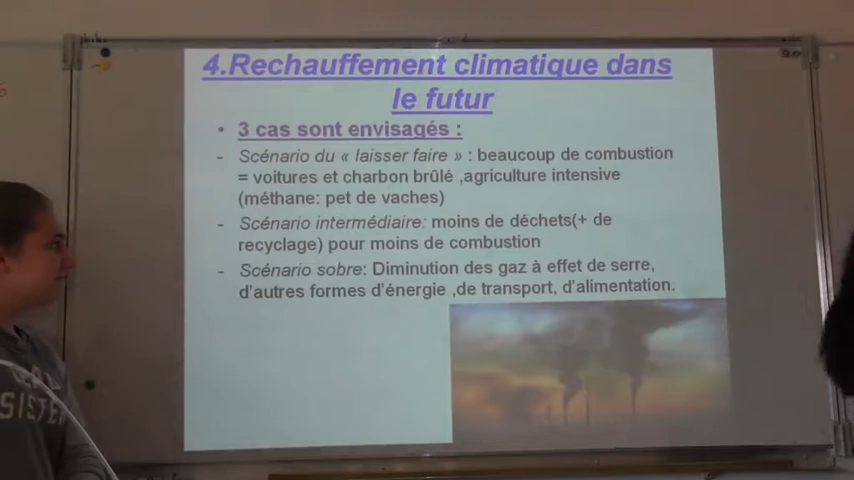 4.Rechauffement climatique dans
le futur
• 3 cas sont envisagés :
- Scénario du « laisser faire » : beaucoup de combustion
= voitures et charbon brûlé ,agriculture intensive
(méthane: pet de vaches)
- Scénario intermédiaire: moins de déchets(+ de
recyclage) pour moins de combustion
- Scénario sobre: Diminution des gaz à effet de serre,
d'autres formes d'énergie ,de transport, d'alimentation.
SISTER